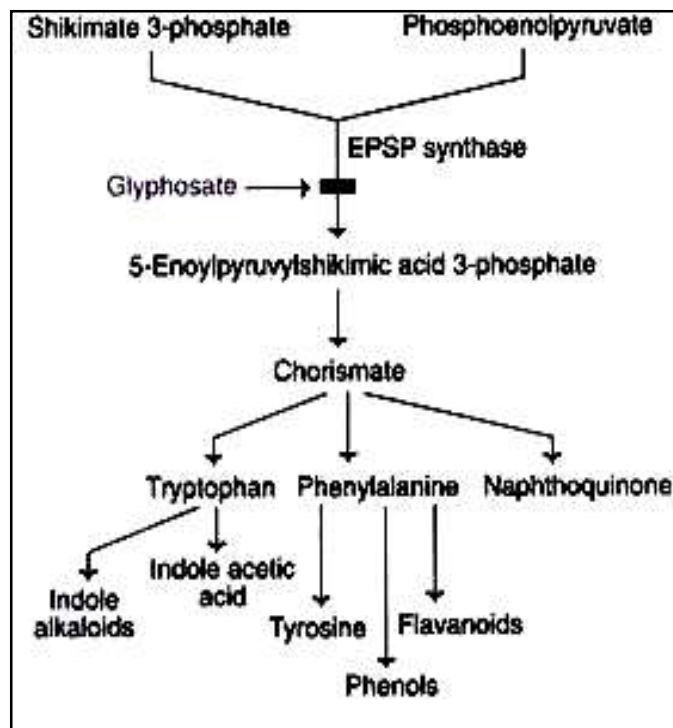 Shikimate 3-phosphate
Phosphoenolpyruvate
EPSP synthase
Glyphosate
5-Enoylpyruvylshikimic acid 3-phosphate
Chorismate
Tryptophan
Phenylalanine
Naphthoquinone
Indole
alkaloids
Indole acetic
acid
Tyrosine
Flavanoids
Phenols